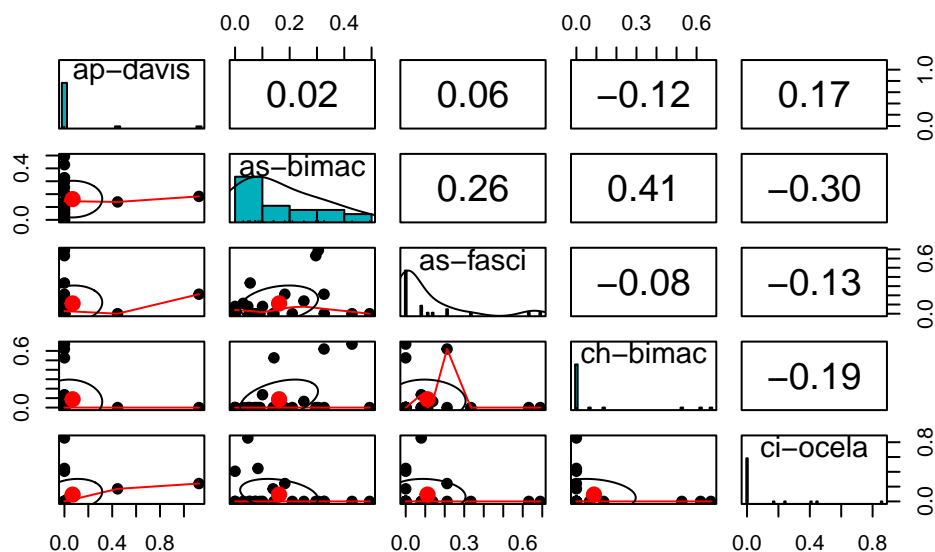 0.0 0.2 0.4 0.0 0.3 0.6
ap−davis 0.02 0.06 −0.12 0.17 0.0 0.4 0.8 1.0
0.0 0.4 as−bimac 0.26 0.41 −0.30
as−fasci −0.08 −0.13 0.0 0.3 0.6
0.0 0.6 ch−bimac −0.19
ci−ocela 0.0 0.4 0.8
0.0 0.4 0.8 0.0 0.3 0.6 0.0 0.4 0.8